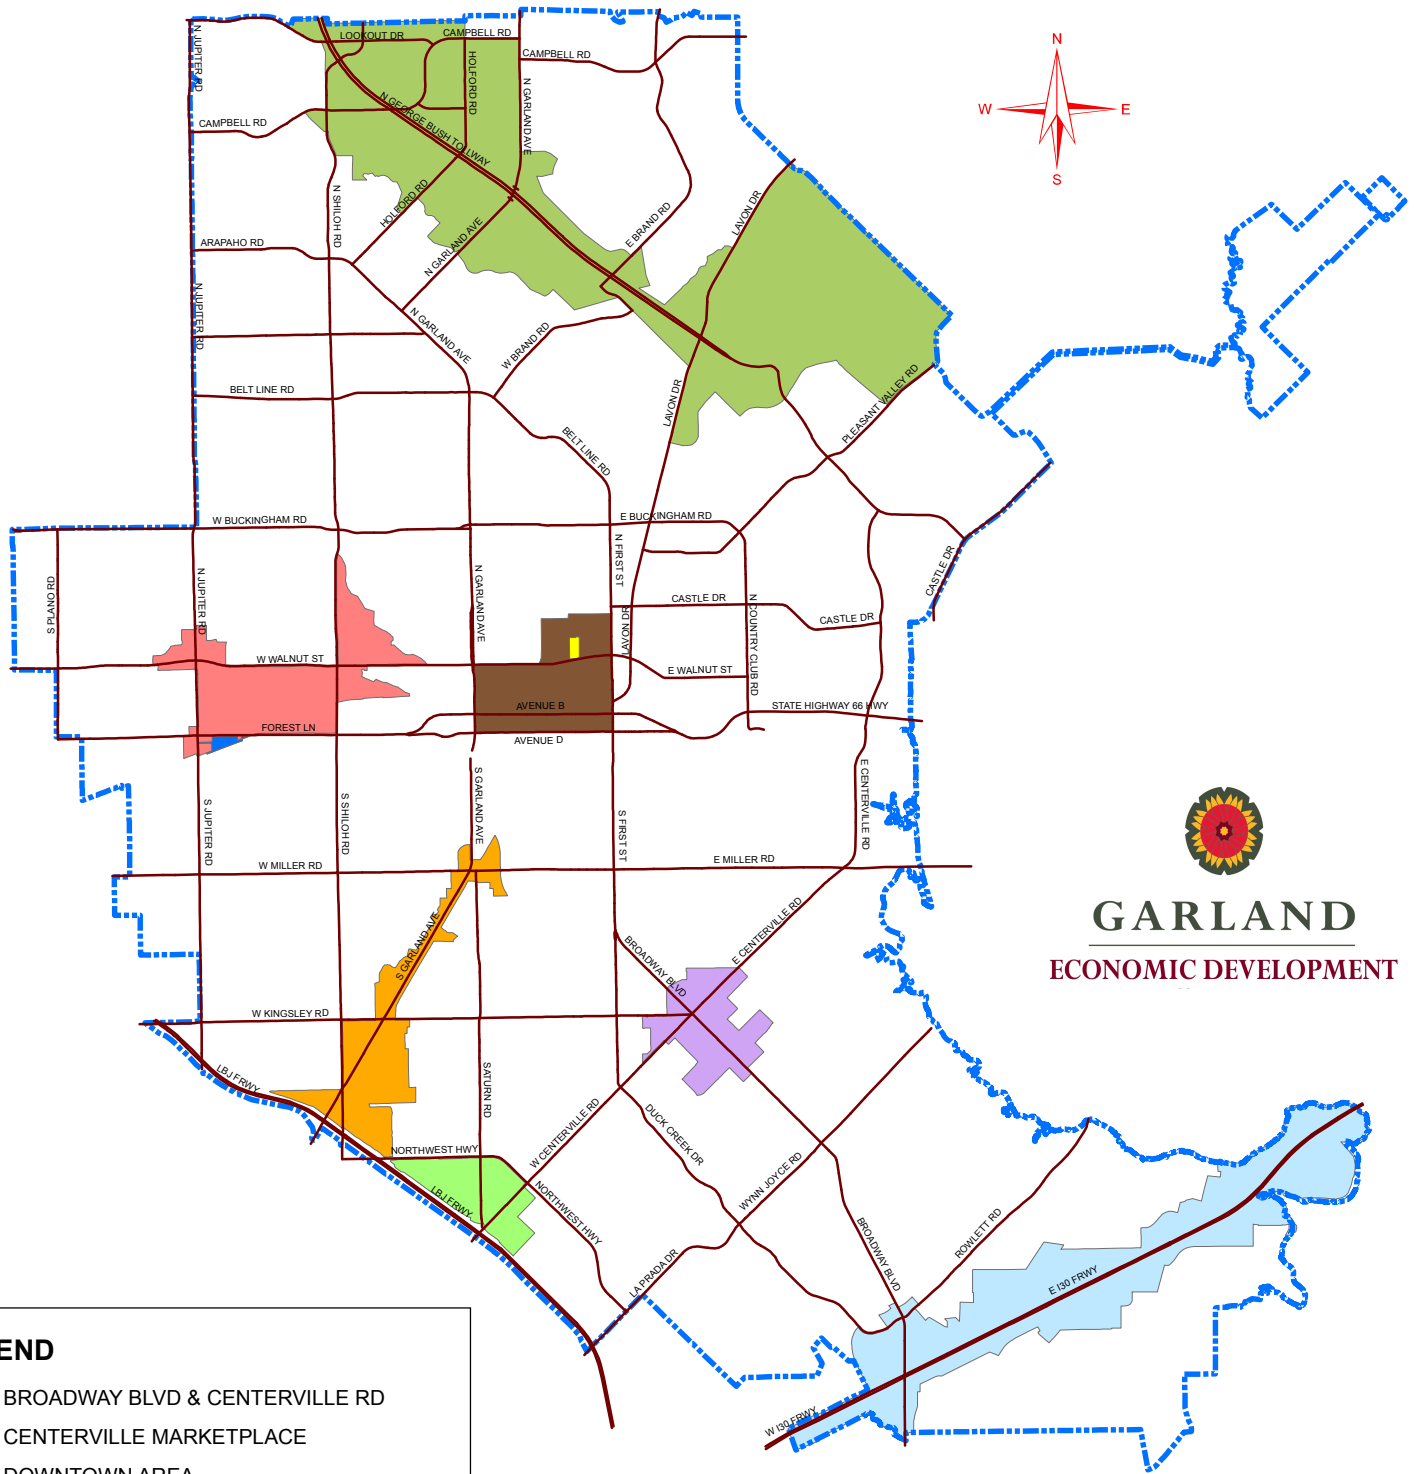 N JUPITER RD
LOOKOUT DR
CAMPBELL RD
HOLFORD RD
CAMPBELL RD
N GARLAND AVE
N GEORGE BUSH TOLLWAY
CAMPBELL RD
N
W
E
S
N SHILOH RD
HOLFORD RD
ARAPAHO RD
N GARLAND AVE
E BRAND RD
LAVON DR
N JUPITER RD
N GARLAND AVE
W BRAND RD
BELT LINE RD
LAVON DR
PLEASANT VALLEY RD
BELT LINE RD
W BUCKINGHAM RD
E BUCKINGHAM RD
S PLANO RD
N JUPITER RD
N GARLAND AVE
N FIRST ST
CASTLE DR
CASTLE DR
LAVON DR
N COUNTRY CLUB RD
CASTLE DR
W WALNUT ST
E WALNUT ST
AVENUE B
STATE HIGHWAY 66 HWY
FOREST LN
AVENUE D
S JUPITER RD
S SHILOH RD
S GARLAND AVE
S FIRST ST
E CENTERVILLE RD
W MILLER RD
E MILLER RD
GARLAND
ECONOMIC DEVELOPMENT
S GARLAND AVE
BROADWAY BLVD
E CENTERVILLE RD
W KINGSLEY RD
LBJ FRWY
SATURN RD
W CENTERVILLE RD
DUCK CREEK DR
NORTHWEST HWY
LBJ FRWY
NORTHWEST HWY
WYNN JOYCE RD
LA PRADA DR
BROADWAY BLVD
ROWLETT RD
E I30 FRWY
W I30 FRWY
END
BROADWAY BLVD & CENTERVILLE RD
CENTERVILLE MARKETPLACE
DOWNTOWN AREA